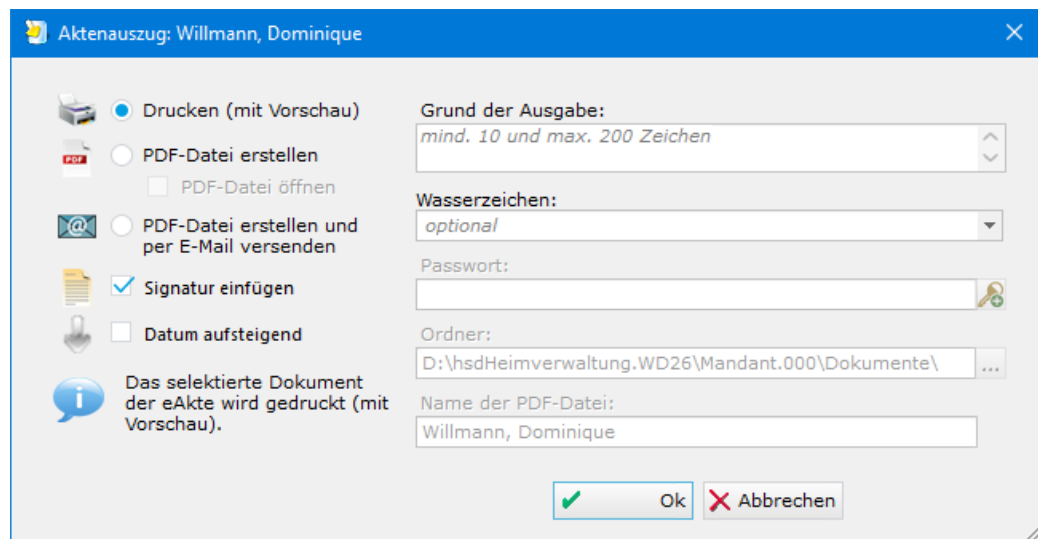 Aktenauszug: Willmann, Dominique
Drucken (mit Vorschau)
PDF
PDF-Datei erstellen
PDF-Datei öffnen
@
PDF-Datei erstellen und
per E-Mail versenden
Signatur einfügen
Datum aufsteigend
i
Das selektierte Dokument
der eAkte wird gedruckt (mit
Vorschau).
Grund der Ausgabe:
mind. 10 und max. 200 Zeichen
Wasserzeichen:
optional
Passwort:
Ordner:
D:\hsdHeimverwaltung.WD26\Mandant.000\Dokumente\
...
Name der PDF-Datei:
Willmann, Dominique
Ok
Abbrechen